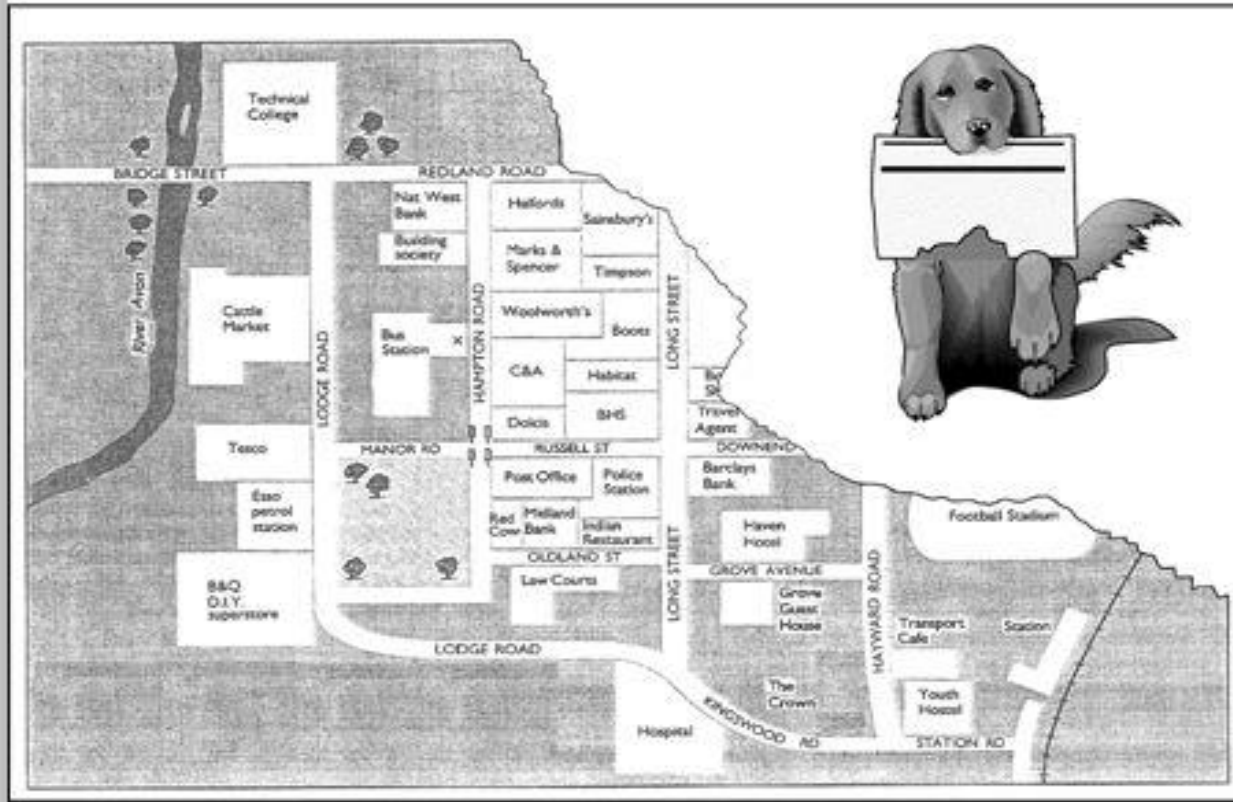 Technical
College
BRIDGE STREET
REDLAND ROAD
Nat West
Bank
Halfords
Sainsbury's
Building
society
Marks &
Spencer
Timpson
River Avon
Cattle
Market
LODGE ROAD
Bus
Station
X
HAMPTON ROAD
Woolworth's
Boots
LONG STREET
C&A
Habitat
Dolcis
BHS
Travel
Agent
Tesco
MANOR RD
RUSSELL ST
DOWNEND
Post Office
Police
Station
Barclays
Bank
Esso
petrol
station
Red
Cow
Midland
Bank
Indian
Restaurant
Haven
Hotel
Football Stadium
OLDLAND ST
LONG STREET
GROVE AVENUE
HAYWARD ROAD
B&Q
D.I.Y.
superstore
Law Courts
Grove
Guest
House
Transport
Cafe
Station
LODGE ROAD
The
Crown
Youth
Hostel
KINGSWOOD RD
Hospital
STATION RD